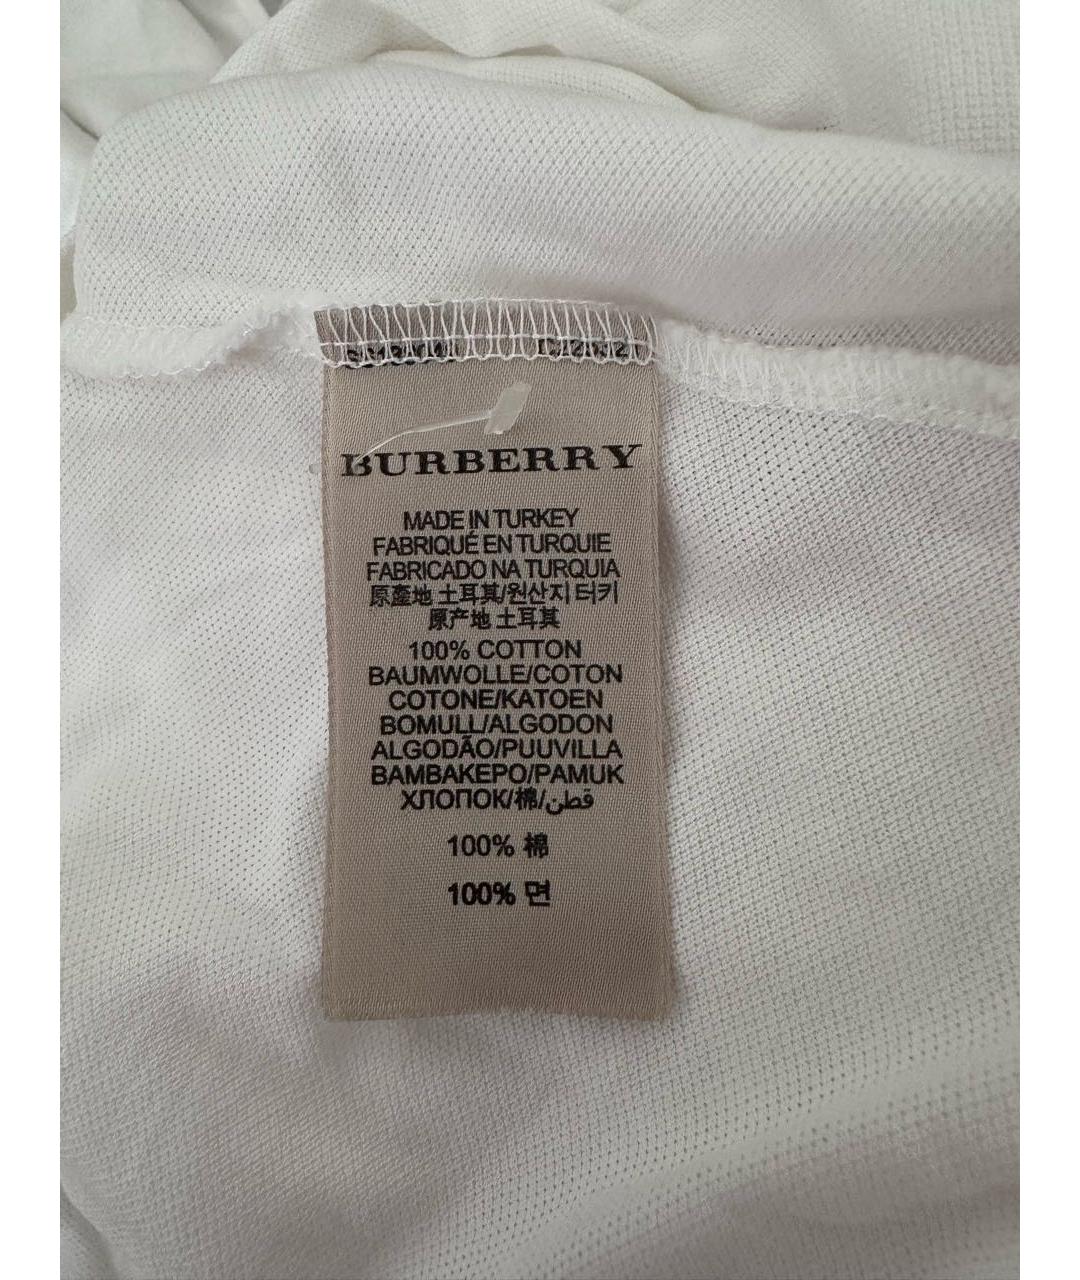 BURBERRY
MADE IN TURKEY
FABRIQUÉ EN TURQUIE
FABRICADO NA TURQUIA
原產地 土耳其/원산지 터키
原产地 土耳其
100% COTTON
BAUMWOLLE/COTON
COTONE/KATOEN
BOMULL/ALGODON
ALGODÃO/PUUVILLA
BAMBAKEPO/PAMUK
ХЛОПОК/棉/قطن
100% 棉
100% 면